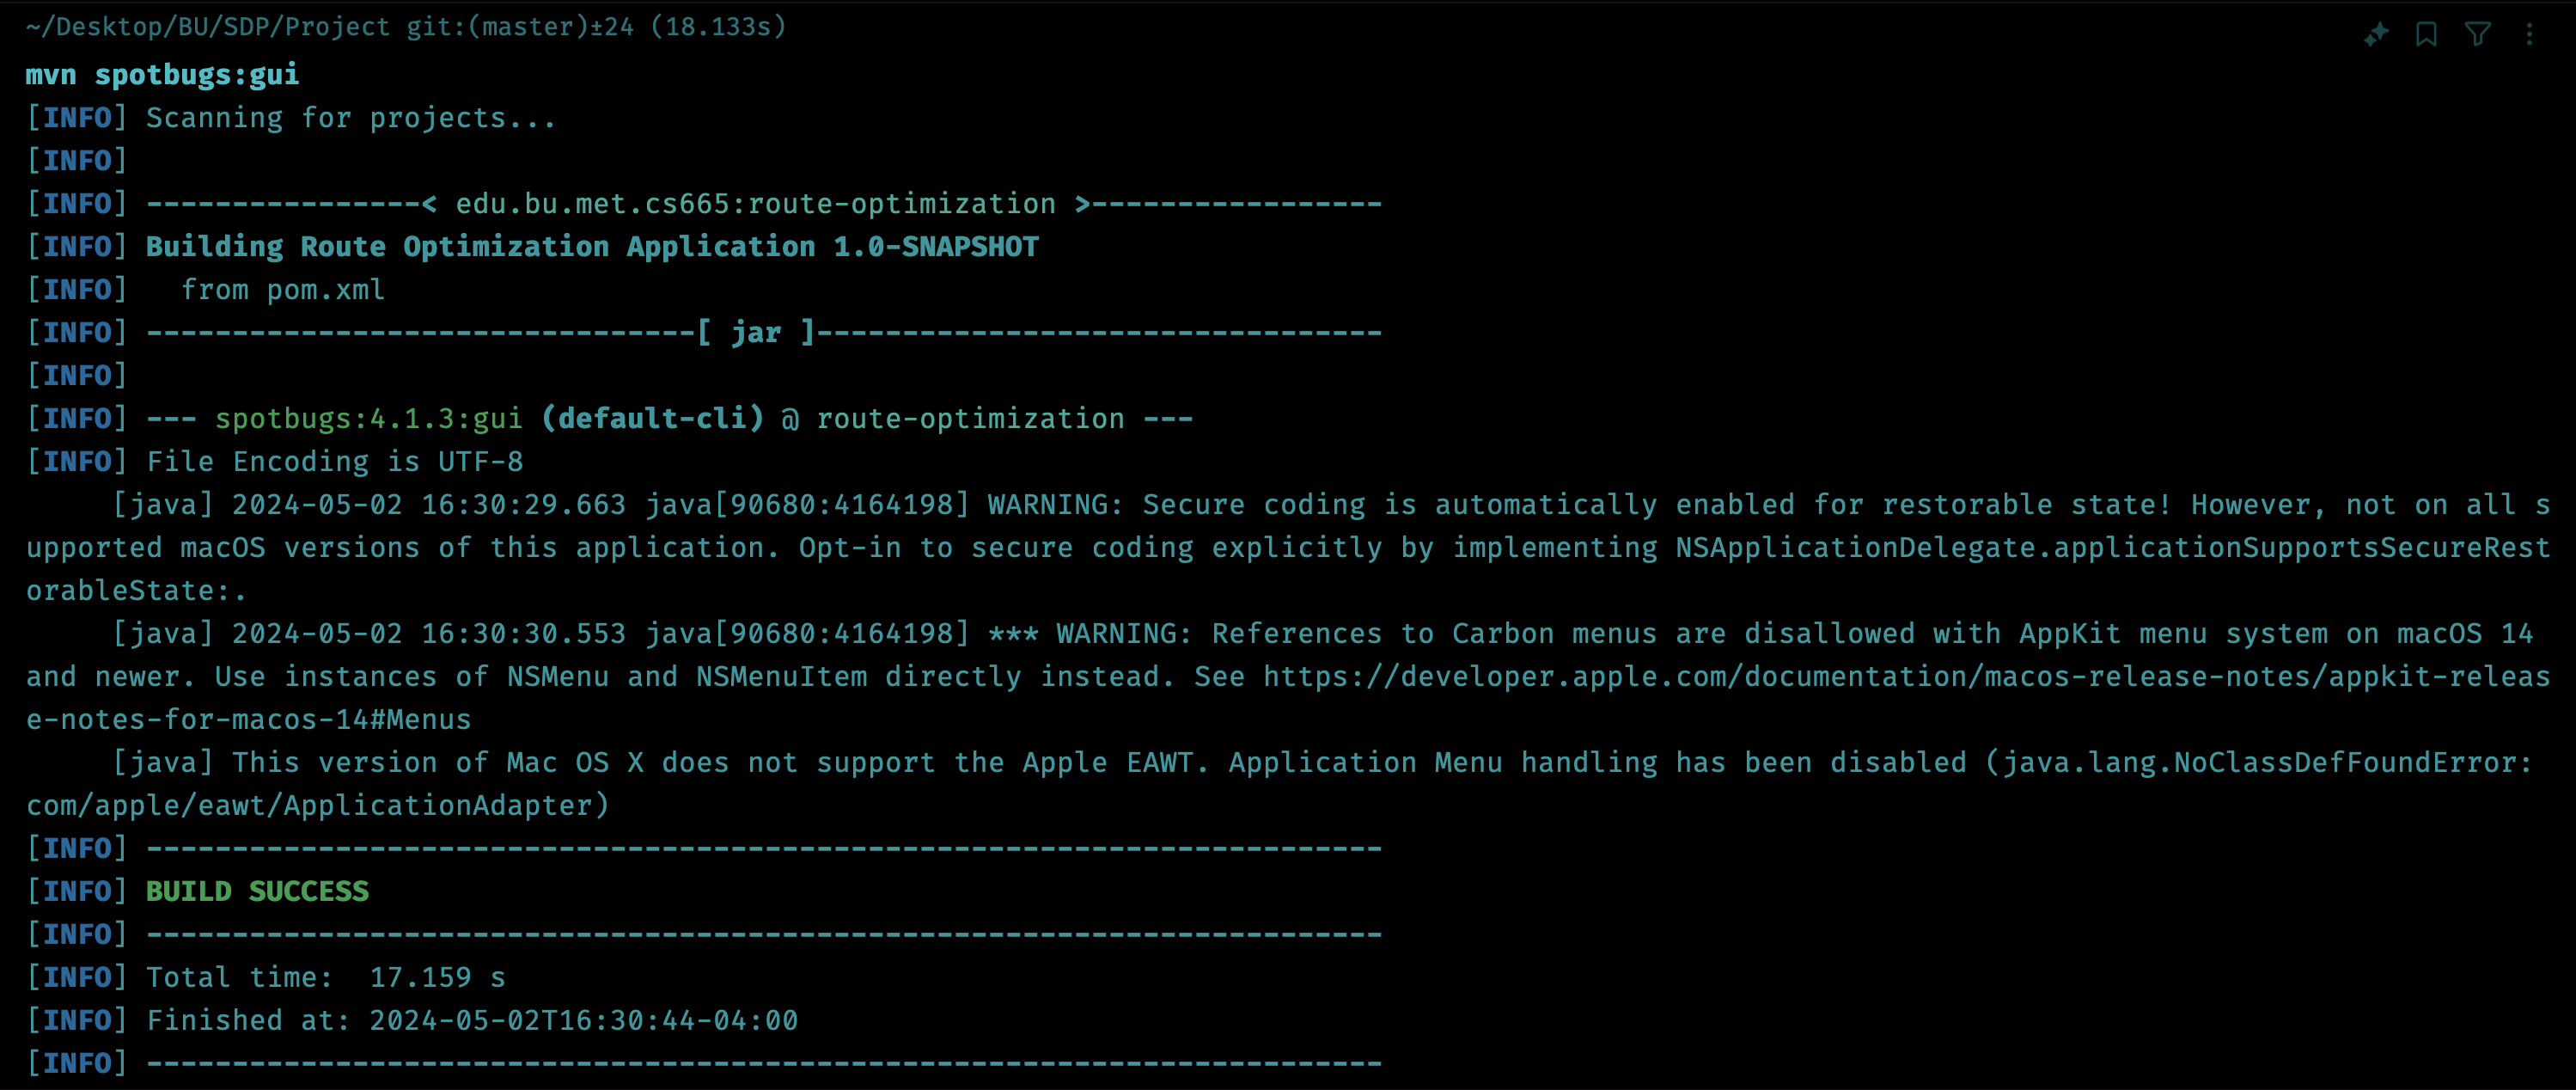 ~/Desktop/BU/SDP/Project git:(master)±24 (18.133s)
mvn spotbugs:gui
[INFO] Scanning for projects...
[INFO]
[INFO] ----------------< edu.bu.met.cs665:route-optimization >-----------------
[INFO] Building Route Optimization Application 1.0-SNAPSHOT
[INFO]   from pom.xml
[INFO] --------------------------------[ jar ]---------------------------------
[INFO]
[INFO] --- spotbugs:4.1.3:gui (default-cli) @ route-optimization ---
[INFO] File Encoding is UTF-8
     [java] 2024-05-02 16:30:29.663 java[90680:4164198] WARNING: Secure coding is automatically enabled for restorable state! However, not on all s
upported macOS versions of this application. Opt-in to secure coding explicitly by implementing NSApplicationDelegate.applicationSupportsSecureRest
orableState:.
     [java] 2024-05-02 16:30:30.553 java[90680:4164198] *** WARNING: References to Carbon menus are disallowed with AppKit menu system on macOS 14
and newer. Use instances of NSMenu and NSMenuItem directly instead. See https://developer.apple.com/documentation/macos-release-notes/appkit-releas
e-notes-for-macos-14#Menus
     [java] This version of Mac OS X does not support the Apple EAWT. Application Menu handling has been disabled (java.lang.NoClassDefFoundError:
com/apple/eawt/ApplicationAdapter)
[INFO] ------------------------------------------------------------------------
[INFO] BUILD SUCCESS
[INFO] ------------------------------------------------------------------------
[INFO] Total time:  17.159 s
[INFO] Finished at: 2024-05-02T16:30:44-04:00
[INFO] ------------------------------------------------------------------------